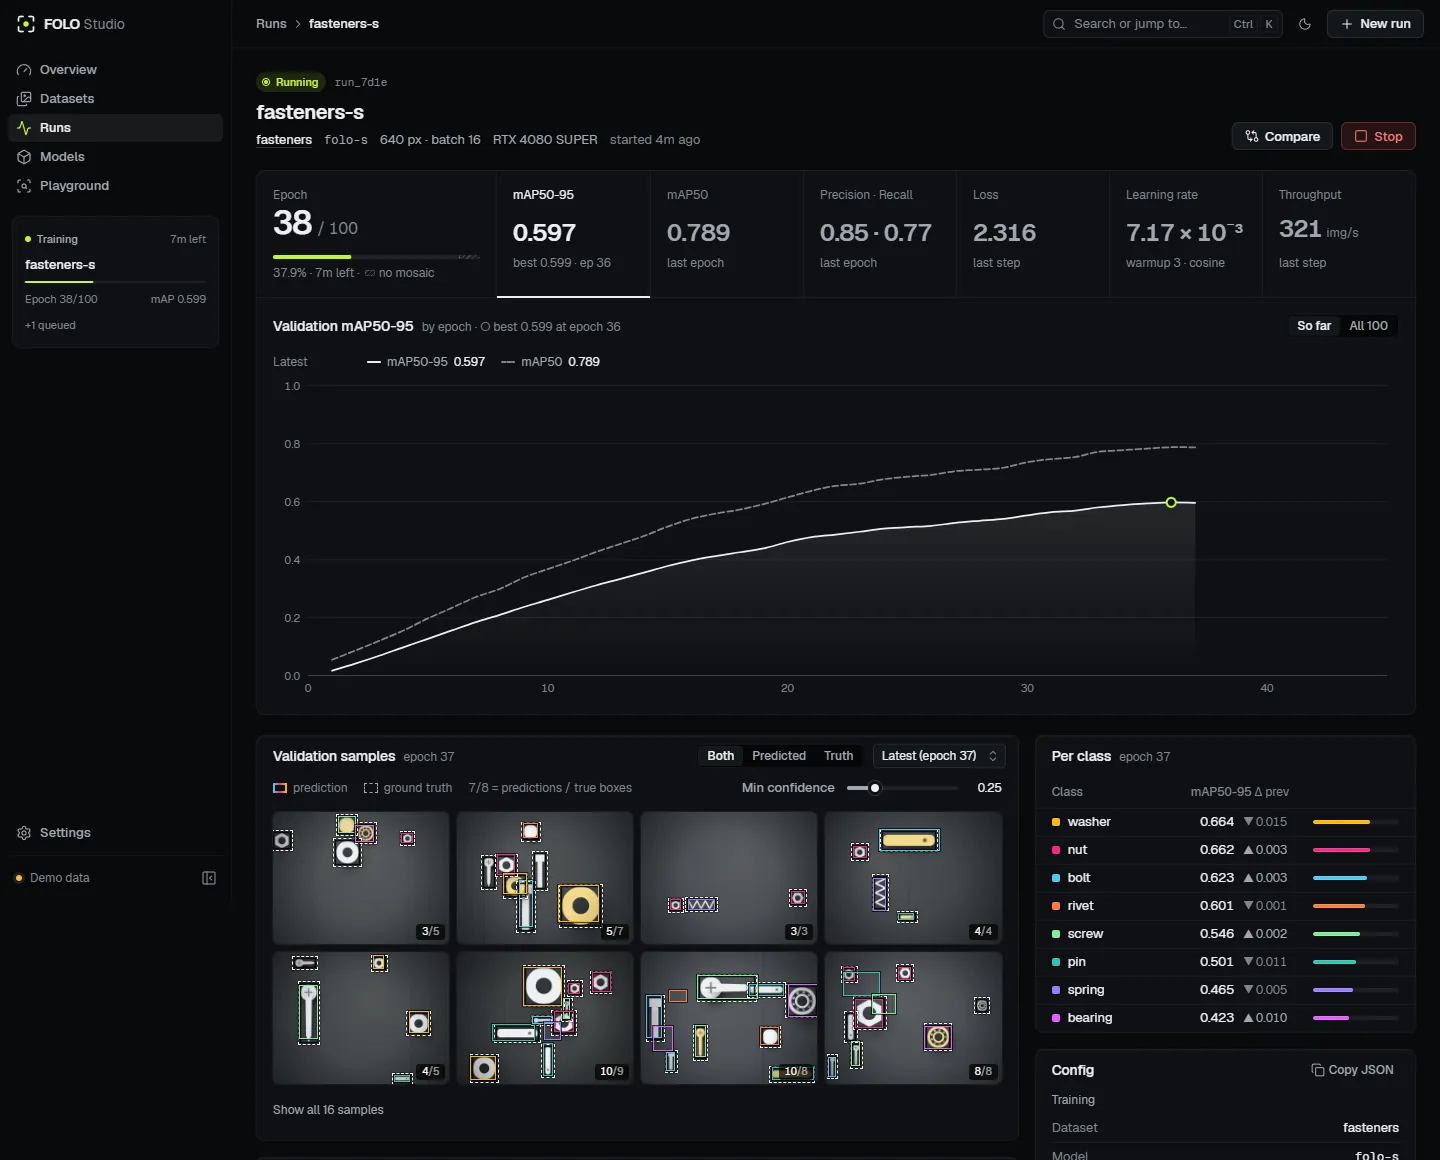 FOLO Studio
Runs > fasteners-s
Search or jump to...
Ctrl K
New run
Overview
Datasets
Runs
Models
Playground
Training 7m left
fasteners-s
Epoch 38/100 mAP 0.599
+1 queued
Settings
Demo data
Running run_7d1e
fasteners-s
fasteners folo-s 640 px · batch 16 RTX 4080 SUPER started 4m ago
Compare
Stop
Epoch
38 / 100
37.9% · 7m left · no mosaic
mAP50-95
0.597
best 0.599 · ep 36
mAP50
0.789
last epoch
Precision · Recall
0.85 · 0.77
last epoch
Loss
2.316
last step
Learning rate
7.17 × 10⁻³
warmup 3 · cosine
Throughput
321 img/s
last step
Validation mAP50-95 by epoch · best 0.599 at epoch 36
So far All 100
Latest mAP50-95 0.597 mAP50 0.789
1.0
0.8
0.6
0.4
0.2
0.0
0 10 20 30 40
Validation samples epoch 37
Both Predicted Truth
Latest (epoch 37)
prediction ground truth 7/8 = predictions / true boxes
Min confidence 0.25
3/5 5/7 3/3 4/4
4/5 10/9 10/8 8/8
Show all 16 samples
Per class epoch 37
Class mAP50-95 Δ prev
washer 0.664 ▼0.015
nut 0.662 ▲0.003
bolt 0.623 ▲0.003
rivet 0.601 ▼0.001
screw 0.546 ▲0.002
pin 0.501 ▼0.011
spring 0.465 ▼0.005
bearing 0.423 ▲0.010
Config Copy JSON
Training
Dataset fasteners
Model folo-s